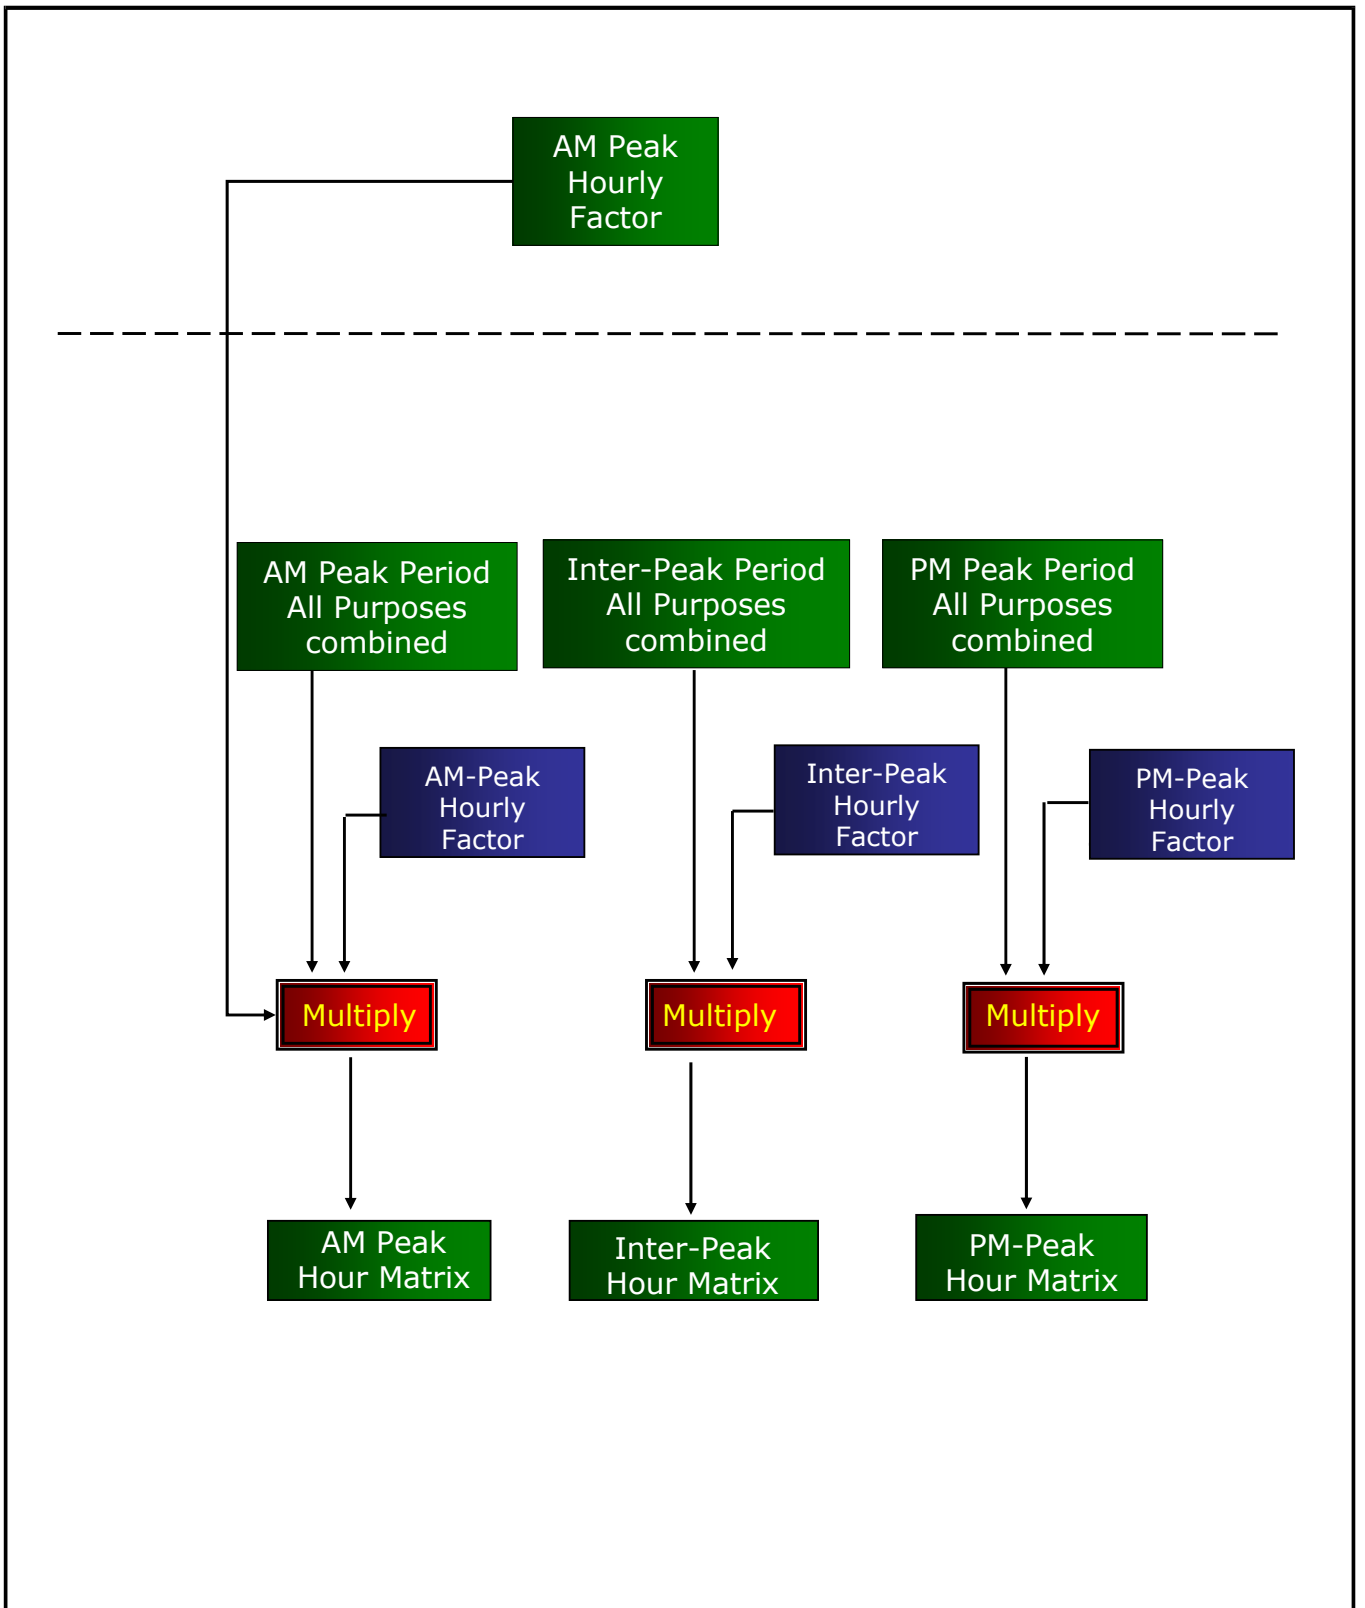 AM Peak
Hourly
Factor
AM Peak Period
All Purposes
combined
Inter-Peak Period
All Purposes
combined
PM Peak Period
All Purposes
combined
AM-Peak
Hourly
Factor
Inter-Peak
Hourly
Factor
PM-Peak
Hourly
Factor
Multiply
Multiply
Multiply
AM Peak
Hour Matrix
Inter-Peak
Hour Matrix
PM-Peak
Hour Matrix